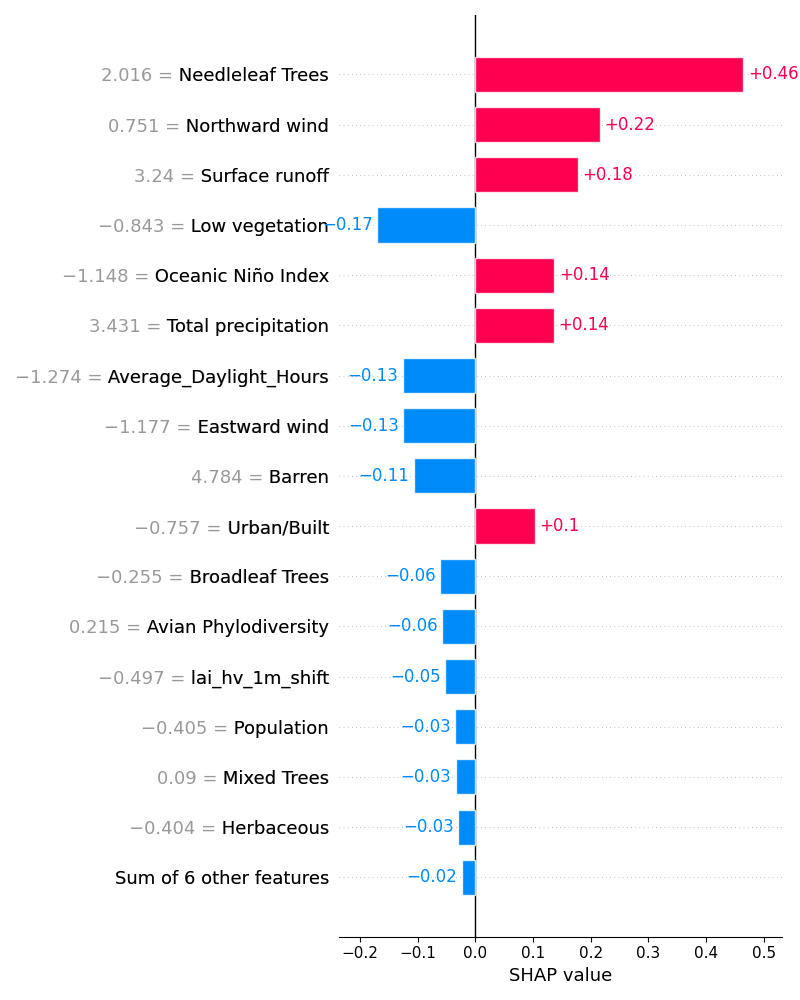 2.016 = Needleleaf Trees +0.46
0.751 = Northward wind +0.22
3.24 = Surface runoff +0.18
−0.843 = Low vegetation −0.17
−1.148 = Oceanic Niño Index +0.14
3.431 = Total precipitation +0.14
−1.274 = Average_Daylight_Hours −0.13
−1.177 = Eastward wind −0.13
4.784 = Barren −0.11
−0.757 = Urban/Built +0.1
−0.255 = Broadleaf Trees −0.06
0.215 = Avian Phylodiversity −0.06
−0.497 = lai_hv_1m_shift −0.05
−0.405 = Population −0.03
0.09 = Mixed Trees −0.03
−0.404 = Herbaceous −0.03
Sum of 6 other features −0.02
−0.2 −0.1 0.0 0.1 0.2 0.3 0.4 0.5
SHAP value